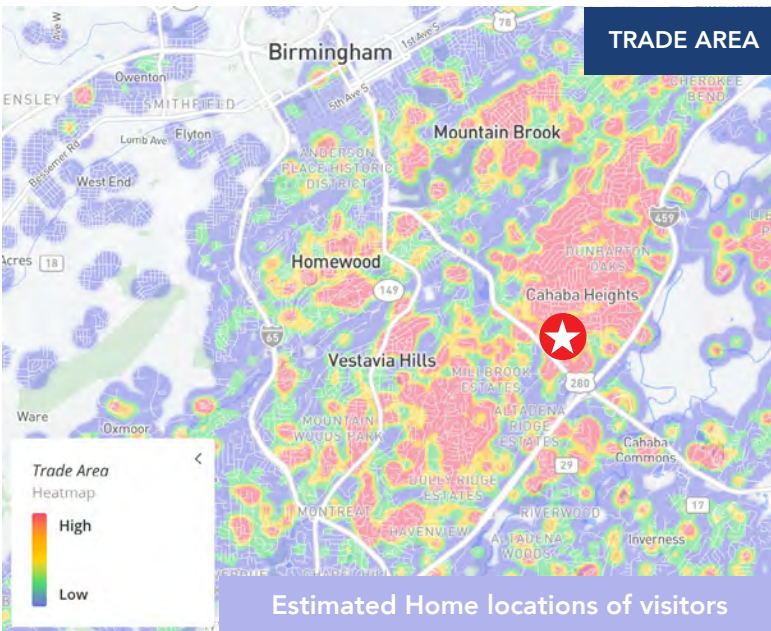 TRADE AREA
78
1st Ave S
Birmingham
Ave W
Owenton
CHEROKEE
BEND
ENSLEY
SMITHFIELD
5th Ave S
Mountain Brook
Lomb Ave
Elyton
Bessemer Rd
ANDERSON
PLACE HISTORIC
DISTRICT
West End
459
DUNBARTON
OAKS
Acres
18
Homewood
149
Cahaba Heights
65
Vestavia Hills
MILLBROOK
ESTATES
280
ALTADENA
RIDGE
ESTATES
Ware
Oxmoor
MOUNTAIN
WOODS PARK
Cahaba
Commons
29
Trade Area
Heatmap
High
Low
DOLLY RIDGE
ESTATES
17
MONTREAT
RIVERWOOD
HAVENVIEW
ALTADENA
WOODS
Inverness
Estimated Home locations of visitors